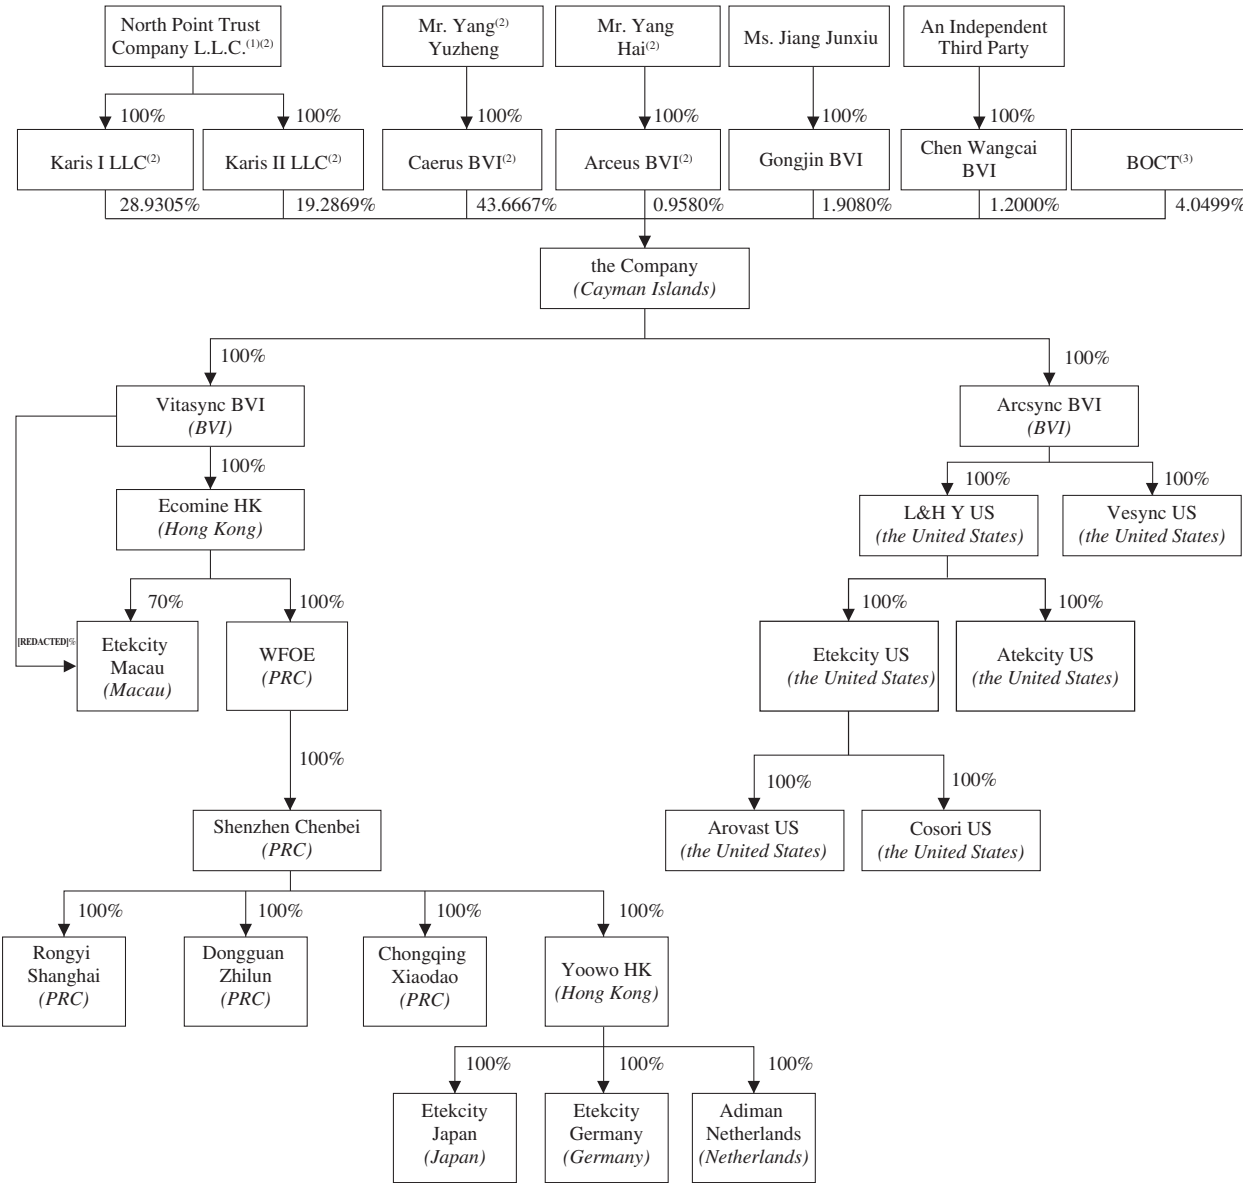 North Point Trust
Company L.L.C.(1)(2)
Mr. Yang(2)
Yuzheng
Mr. Yang
Hai(2)
Ms. Jiang Junxiu
An Independent
Third Party
100%
100%
100%
100%
100%
100%
Karis I LLC(2)
Karis II LLC(2)
Caerus BVI(2)
Arceus BVI(2)
Gongjin BVI
Chen Wangcai
BVI
BOCT(3)
28.9305%
19.2869%
43.6667%
0.9580%
1.9080%
1.2000%
4.0499%
the Company
(Cayman Islands)
100%
100%
Vitasync BVI
(BVI)
Arcsync BVI
(BVI)
100%
100%
100%
Ecomine HK
(Hong Kong)
L&H Y US
(the United States)
Vesync US
(the United States)
70%
100%
100%
100%
[REDACTED]%
Etekcity
Macau
(Macau)
WFOE
(PRC)
Etekcity US
(the United States)
Atekcity US
(the United States)
100%
100%
100%
Shenzhen Chenbei
(PRC)
Arovast US
(the United States)
Cosori US
(the United States)
100%
100%
100%
100%
Rongyi
Shanghai
(PRC)
Dongguan
Zhilun
(PRC)
Chongqing
Xiaodao
(PRC)
Yoowo HK
(Hong Kong)
100%
100%
100%
Etekcity
Japan
(Japan)
Etekcity
Germany
(Germany)
Adiman
Netherlands
(Netherlands)